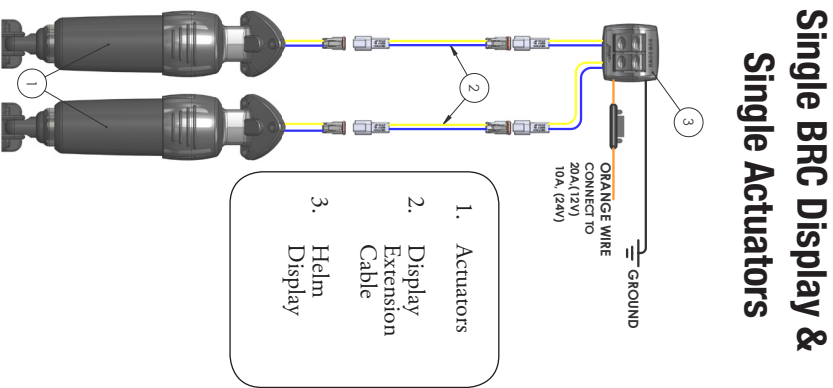 Single BRC Display &
Single Actuators
3
ORANGE WIRE
CONNECT TO
20A,(12V)
10A, (24V)
GROUND
2
1
1. Actuators
2. Display
Extension
Cable
3. Helm
Display